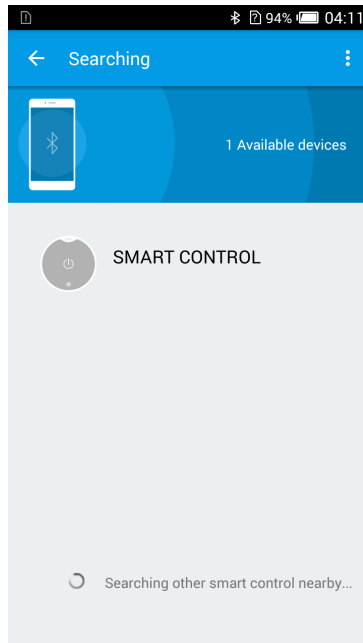 94% 04:11
Searching
1 Available devices
SMART CONTROL
Searching other smart control nearby...